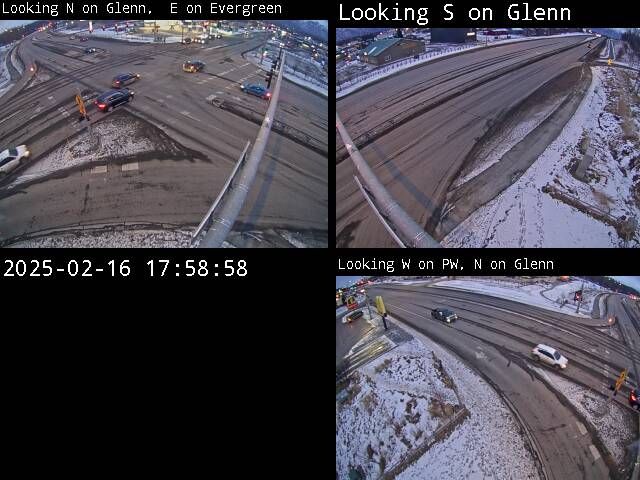 Looking N on Glenn,  E on Evergreen
Looking S on Glenn
2025-02-16 17:58:58
Looking W on PW, N on Glenn